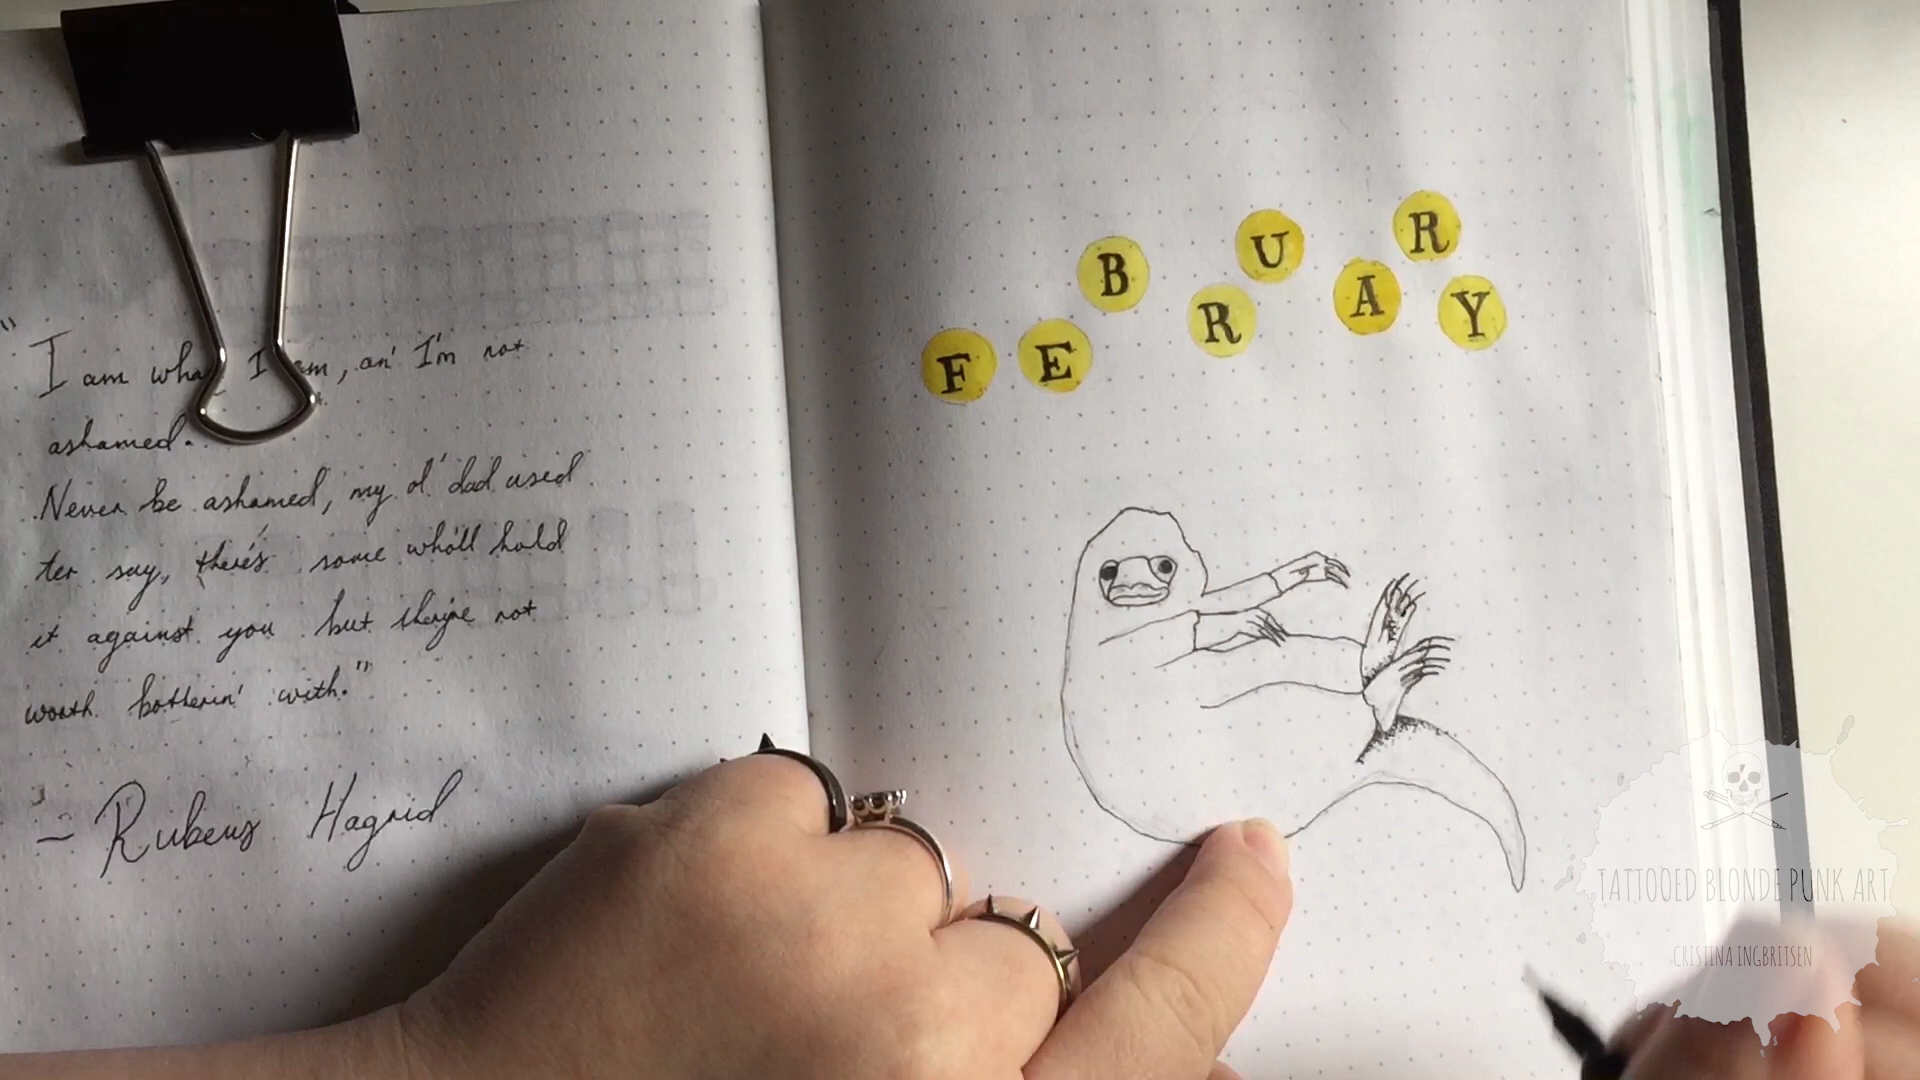 "I am what I am, an' I'm not
ashamed.
Never be ashamed, my ol' dad used
ter say, there's some who'll hold
it against you but they're not
worth botherin' with."
- Rubeus Hagrid
FEBRUARY
TATTOOED BLONDE PUNK ART
CRISTINA INGBRITSEN